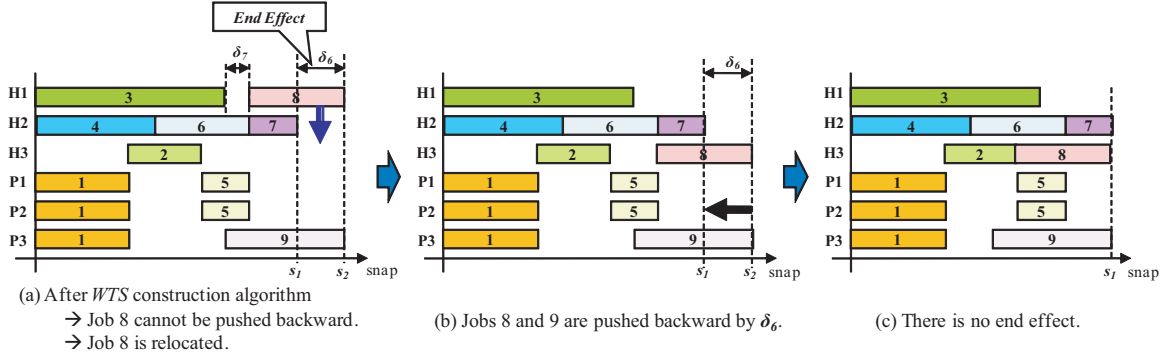 End Effect
δ7
δ6
H1
3
8
H2
4
6
7
H3
2
P1
1
5
P2
1
5
P3
1
9
s1
s2
snap
(a) After WTS construction algorithm
→ Job 8 cannot be pushed backward.
→ Job 8 is relocated.
δ6
H1
3
H2
4
6
7
H3
2
8
P1
1
5
P2
1
5
P3
1
9
s1
s2
snap
(b) Jobs 8 and 9 are pushed backward by δ6.
H1
3
H2
4
6
7
H3
2
8
P1
1
5
P2
1
5
P3
1
9
s1
snap
(c) There is no end effect.